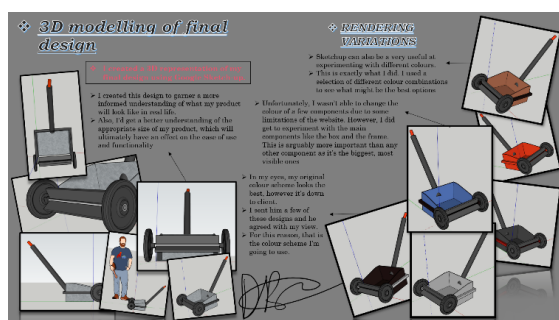 3D modelling of final
design
I created this design to garner a more
informed understanding of what my product
will look like in real life.
Also, I'd get a better understanding of the
appropriate size of my product, which will
ultimately have an effect on the ease of use
and functionality
RENDERING
VARIATIONS
Sketchup can also be a very useful at
experimenting with different colours.
This is exactly what I did. I used a
selection of different colour combinations
to see what might be the best options.
Unfortunately, I wasn't able to change the
colour of a few components due to some
limitations of the website. However, I did
get to experiment with the main
components like the box and the frame.
This is arguably more important than any
other component as it's the biggest, most
visible ones
In my eyes, my original
colour scheme looks the
best, however it's down
to client.
I sent him a few of
these designs and he
agreed with my view.
For this reason, that is
the colour scheme I'm
going to use.